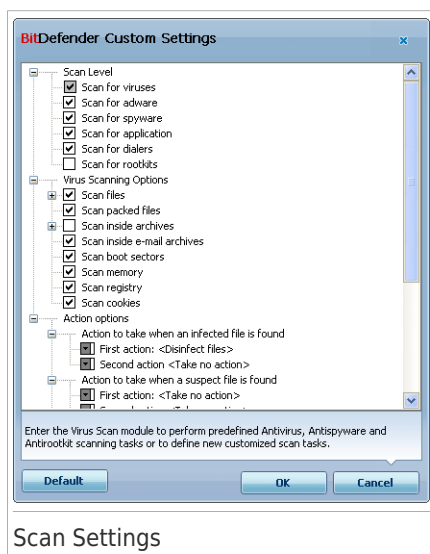 BitDefender Custom Settings
Scan Level
Scan for viruses
Scan for adware
Scan for spyware
Scan for application
Scan for dialers
Scan for rootkits
Virus Scanning Options
Scan files
Scan packed files
Scan inside archives
Scan inside e-mail archives
Scan boot sectors
Scan memory
Scan registry
Scan cookies
Action options
Action to take when an infected file is found
First action: <Disinfect files>
Second action <Take no action>
Action to take when a suspect file is found
First action: <Take no action>
Enter the Virus Scan module to perform predefined Antivirus, Antispyware and
Antirootkit scanning tasks or to define new customized scan tasks.
Default
OK
Cancel
Scan Settings